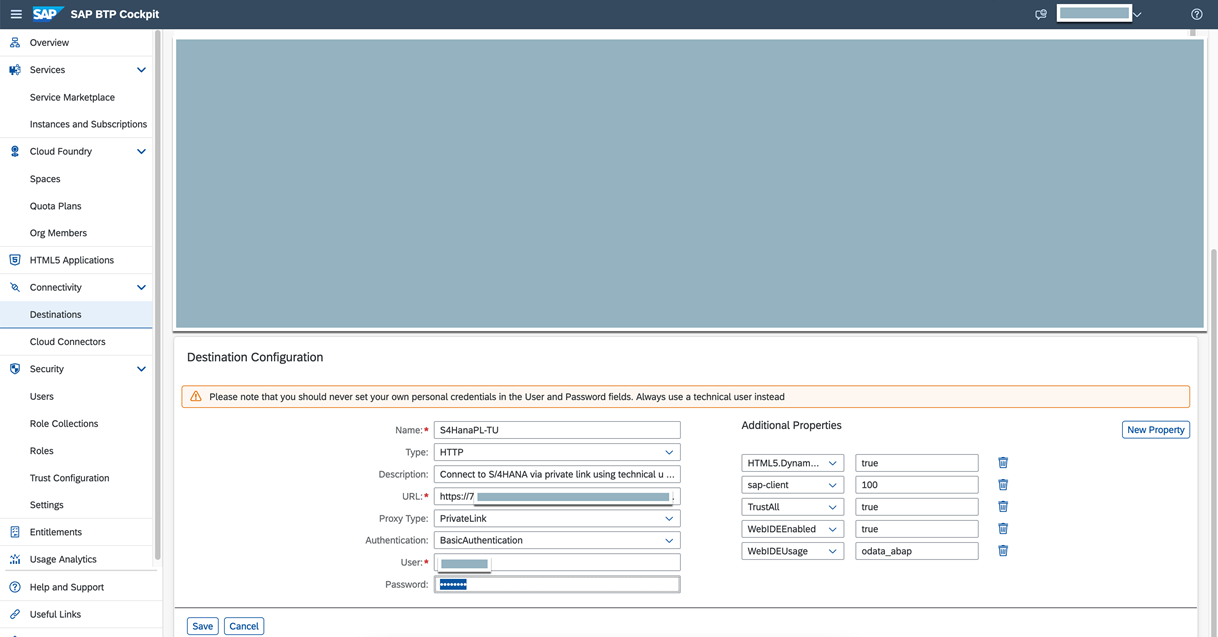 SAP SAP BTP Cockpit
Overview
Services
Service Marketplace
Instances and Subscriptions
Cloud Foundry
Spaces
Quota Plans
Org Members
HTML5 Applications
Connectivity
Destinations
Cloud Connectors
Security
Users
Role Collections
Roles
Trust Configuration
Settings
Entitlements
Usage Analytics
Help and Support
Useful Links
Destination Configuration
Please note that you should never set your own personal credentials in the User and Password fields. Always use a technical user instead
Name:* S4HanaPL-TU
Type: HTTP
Description: Connect to S/4HANA via private link using technical u ...
URL:* https://7 .
Proxy Type: PrivateLink
Authentication: BasicAuthentication
User:*
Password: ••••••••
Additional Properties
New Property
HTML5.Dynam... true
sap-client 100
TrustAll true
WebIDEEnabled true
WebIDEUsage odata_abap
Save Cancel